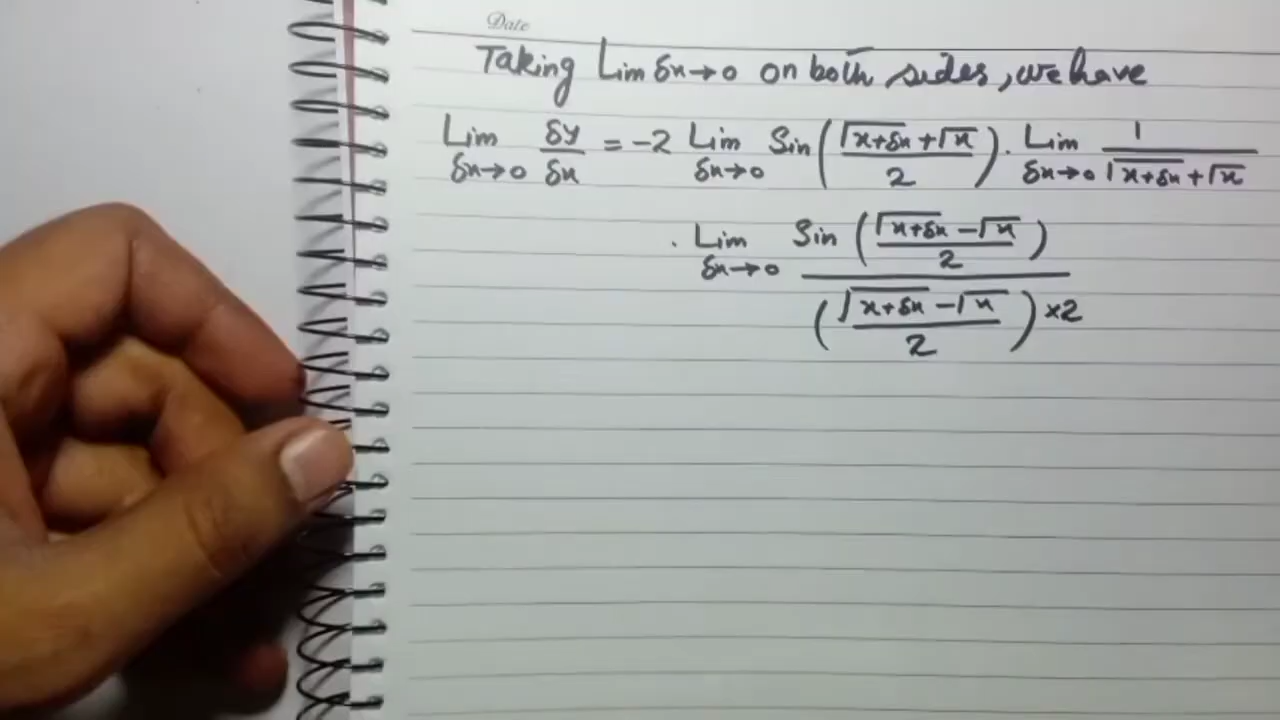 Date
Taking Lim δx→0 on both sides, we have
Lim δx→0 δy/δx = -2 Lim δx→0 Sin(√(x+δx)+√x / 2) . Lim δx→0 1/(√(x+δx)+√x)
. Lim δx→0 Sin(√(x+δx)-√x / 2) / (√(x+δx)-√x / 2)×2